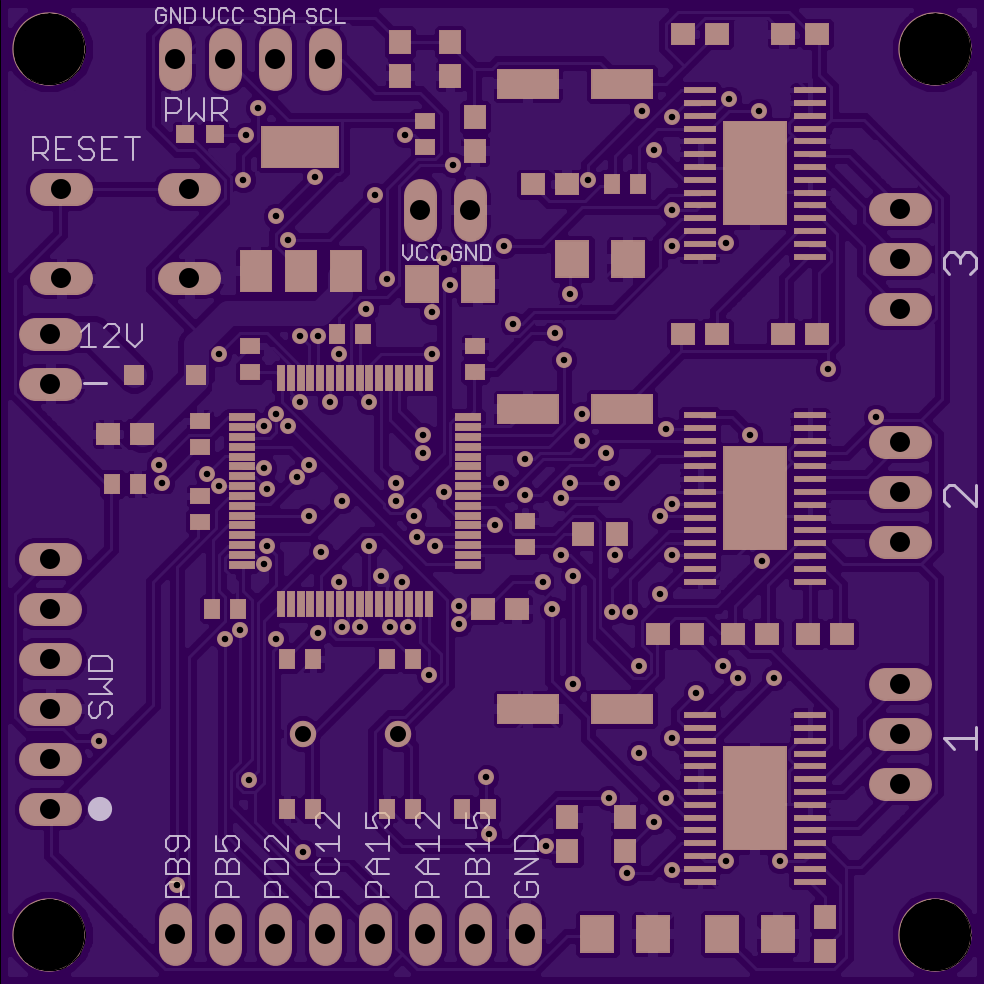 GND VCC SDA SCL
PWR
RESET
VCC GND
3
12V
2
SWD
1
PB9 PB5 PD2 PC12 PA15 PA12 PB15 GND